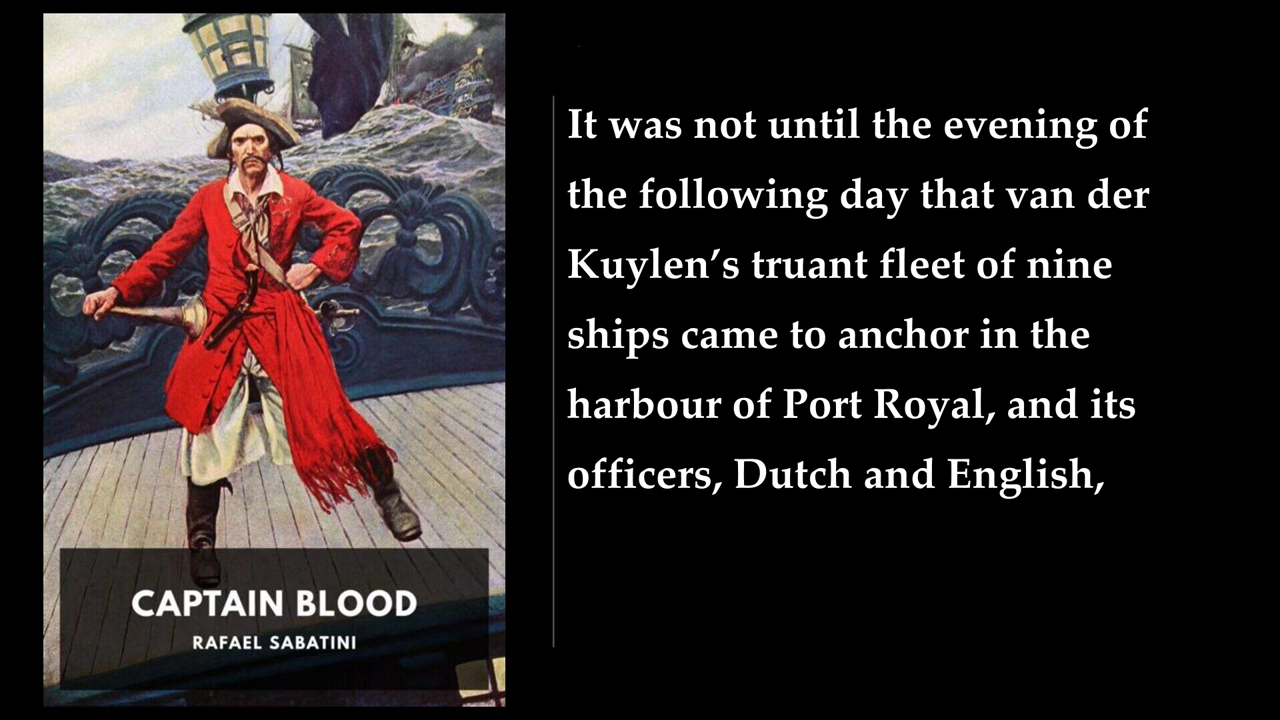 CAPTAIN BLOOD
RAFAEL SABATINI
It was not until the evening of
the following day that van der
Kuylen’s truant fleet of nine
ships came to anchor in the
harbour of Port Royal, and its
officers, Dutch and English,